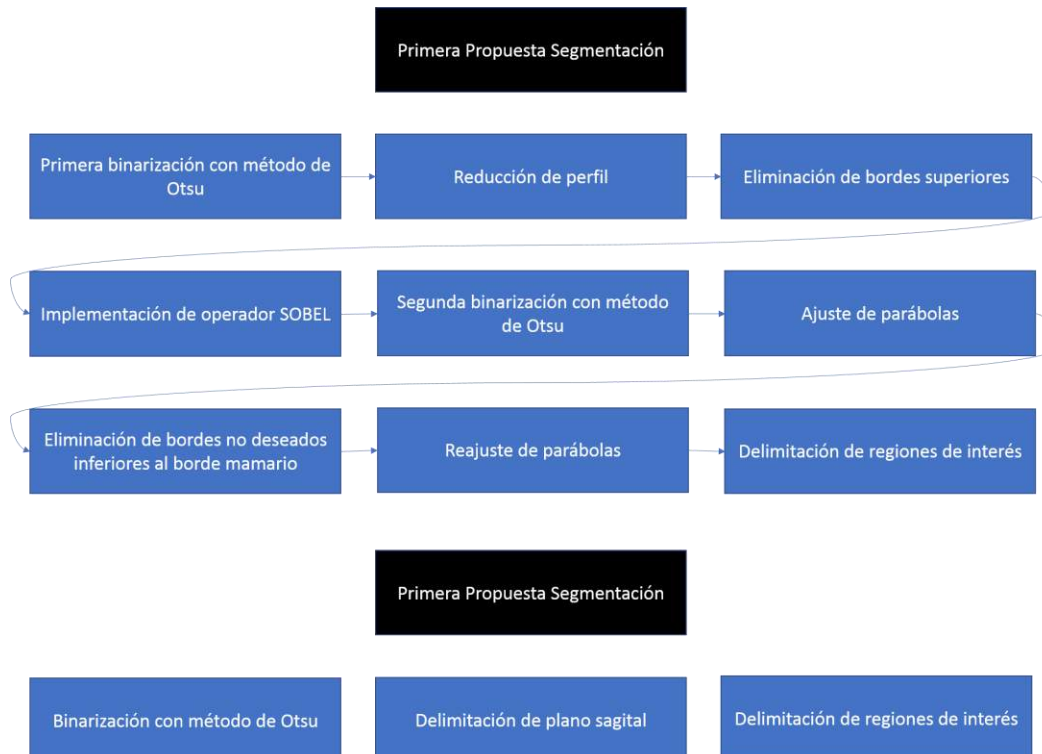 Primera Propuesta Segmentación
Primera binarización con método de
Otsu
Reducción de perfil
Eliminación de bordes superiores
Implementación de operador SOBEL
Segunda binarización con método
de Otsu
Ajuste de parábolas
Eliminación de bordes no deseados
inferiores al borde mamario
Reajuste de parábolas
Delimitación de regiones de interés
Primera Propuesta Segmentación
Binarización con método de Otsu
Delimitación de plano sagital
Delimitación de regiones de interés